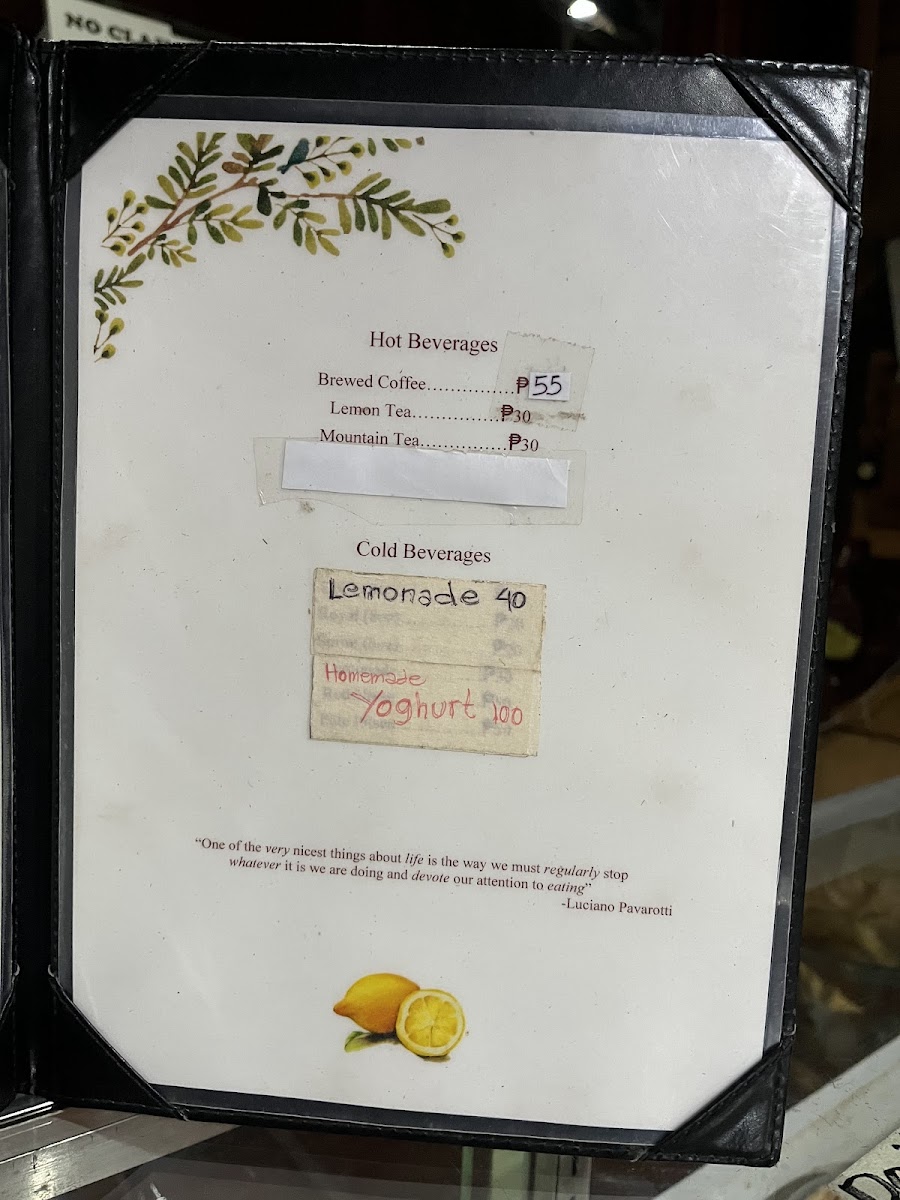 NO CLA
Hot Beverages
Brewed Coffee...............₱55
Lemon Tea...............₱30
Mountain Tea...............₱30
Cold Beverages
Lemonade 40
Homemade
Yoghurt 100
“One of the very nicest things about life is the way we must regularly stop
whatever it is we are doing and devote our attention to eating”
-Luciano Pavarotti